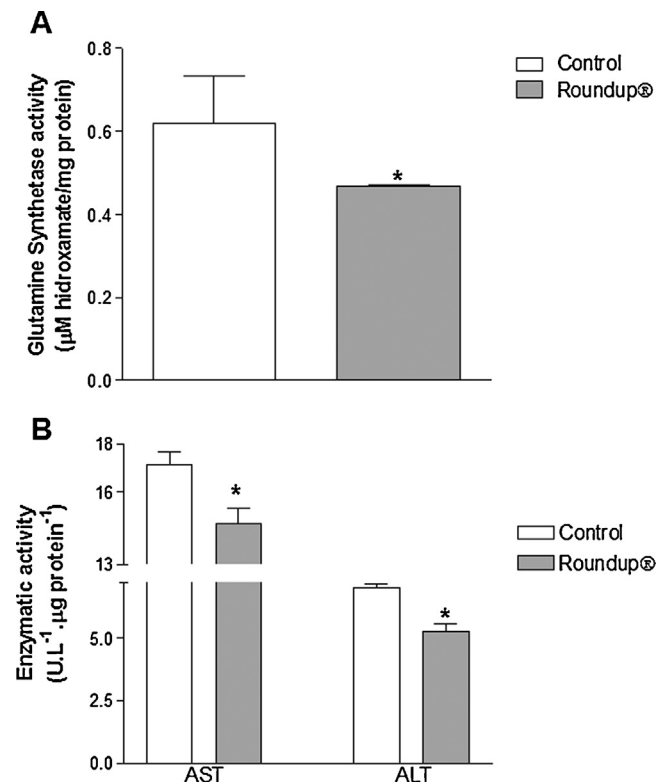 A
0.8
0.6
0.4
0.2
0.0
Glutamine Synthetase activity
(µM hidroxamate/mg protein)
*
Control
Roundup®
B
18
16
13
5.0
2.5
0.0
Enzymatic activity
(U.L⁻¹.µg protein⁻¹)
*
*
AST
ALT
Control
Roundup®